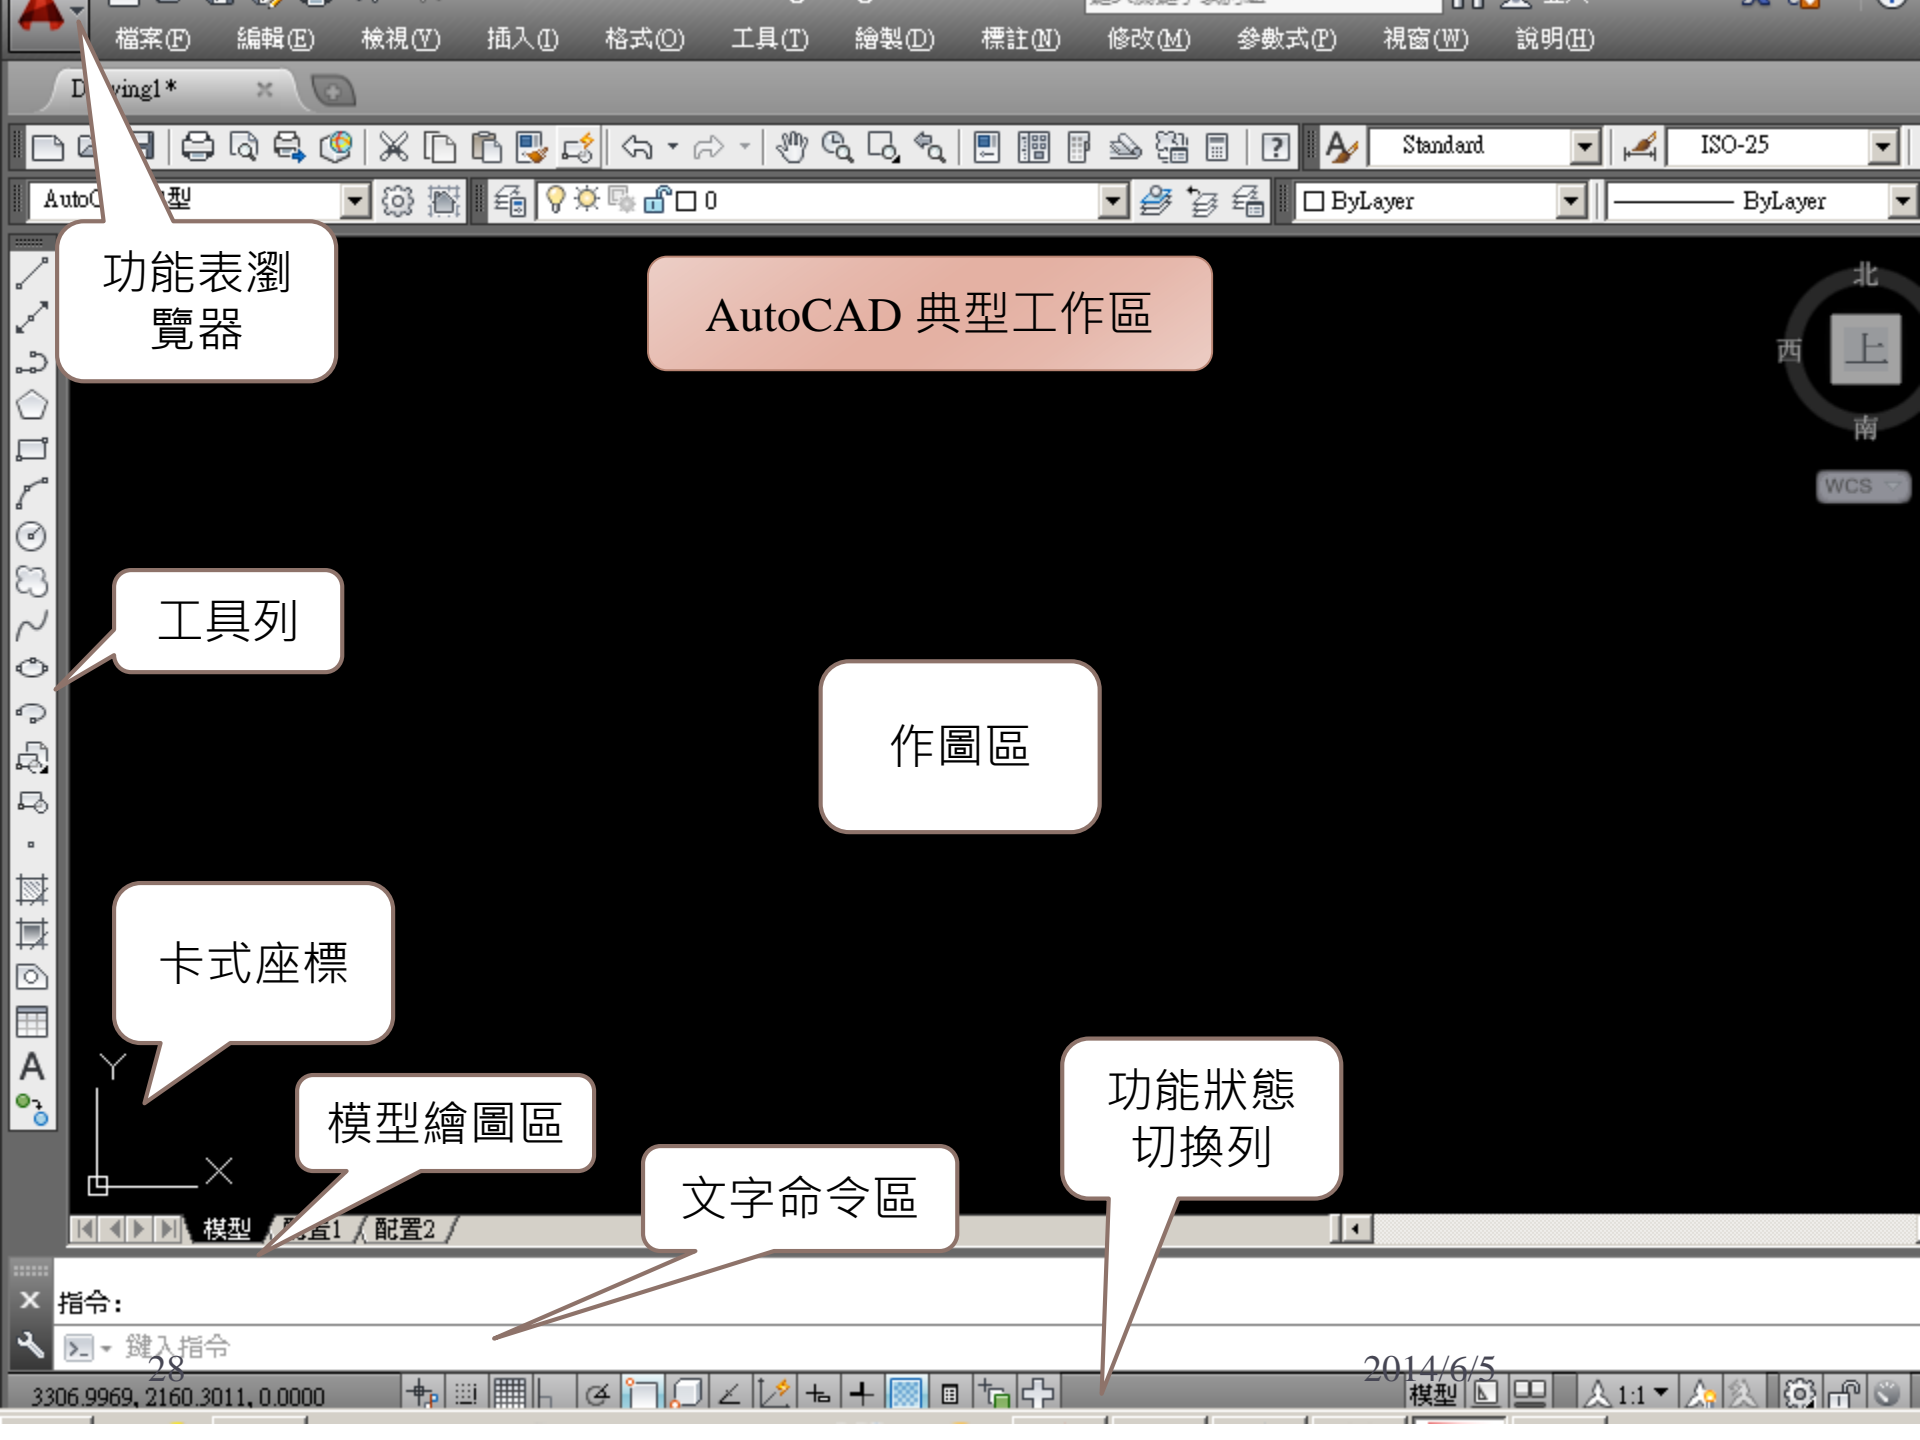 檔案(F) 編輯(E) 檢視(V) 插入(I) 格式(O) 工具(T) 繪製(D) 標註(N) 修改(M) 參數式(P) 視窗(W) 說明(H)
Standard ISO-25
0 ByLayer ByLayer
功能表瀏
覽器
AutoCAD 典型工作區
北
西 上
南
WCS
工具列
作圖區
卡式座標
Y
X
模型繪圖區
功能狀態
切換列
文字命令區
模型 配置2
指令:
鍵入指令
28
2014/6/5
3306.9969, 2160.3011, 0.0000 模型 1:1